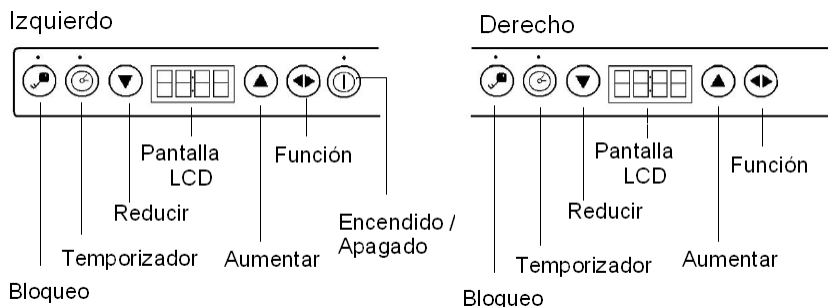 Izquierdo
Pantalla
LCD
Función
Reducir
Encendido /
Apagado
Temporizador
Aumentar
Bloqueo
Derecho
Pantalla
LCD
Función
Reducir
Temporizador
Aumentar
Bloqueo